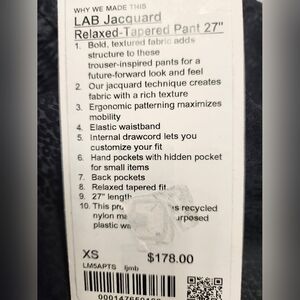 WHY WE MADE THIS
LAB Jacquard
Relaxed-Tapered Pant 27"
1. Bold, textured fabric adds
structure to these
trouser-inspired pants for a
future-forward look and feel
2. Our jacquard technique creates
fabric with a rich texture
3. Ergonomic patterning maximizes
mobility
4. Elastic waistband
5. Internal drawcord lets you
customize your fit
6. Hand pockets with hidden pocket
for small items
7. Back pockets
8. Relaxed tapered fit
9. 27" length
10. This recycled
nylon
plastic
XS $178.00
LM5APTS ljmb